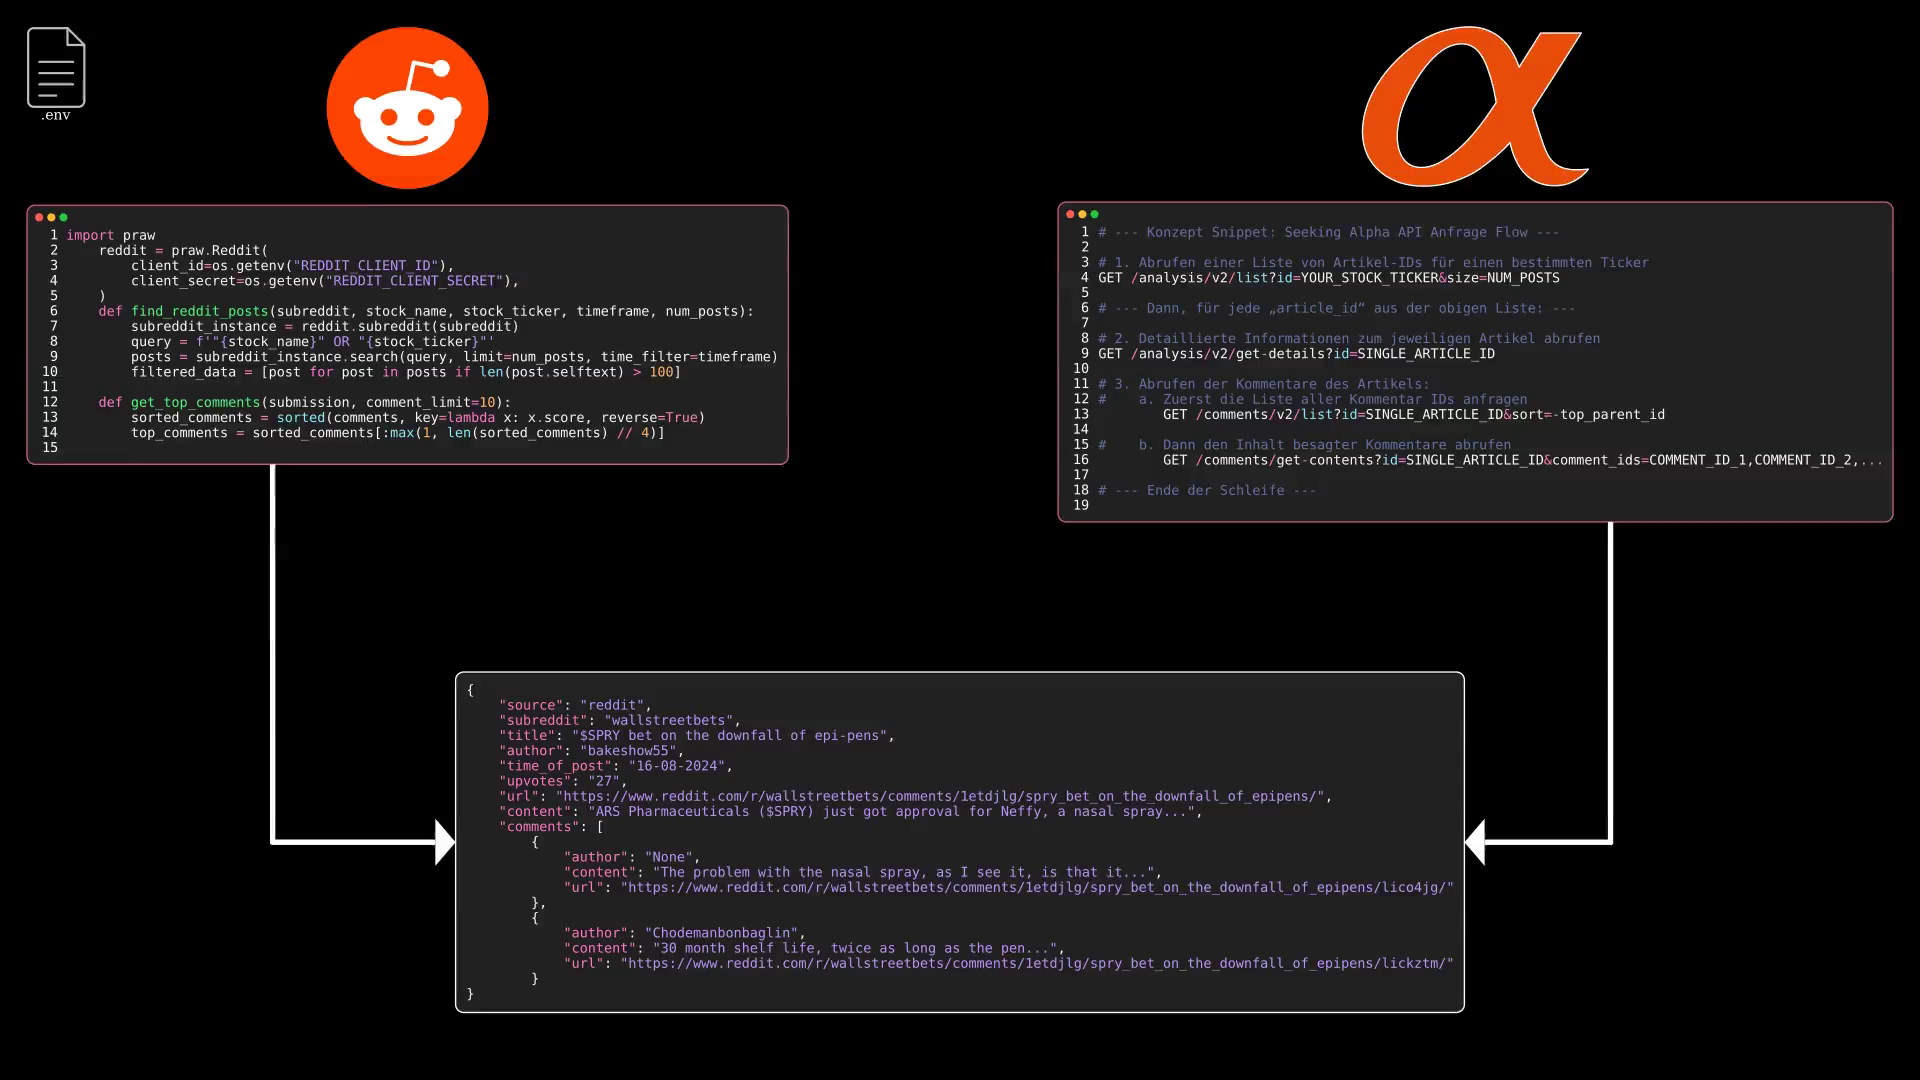 .env
1 import praw
2     reddit = praw.Reddit(
3         client_id=os.getenv("REDDIT_CLIENT_ID"),
4         client_secret=os.getenv("REDDIT_CLIENT_SECRET"),
5     )
6     def find_reddit_posts(subreddit, stock_name, stock_ticker, timeframe, num_posts):
7         subreddit_instance = reddit.subreddit(subreddit)
8         query = f'"{stock_name}" OR "{stock_ticker}"'
9         posts = subreddit_instance.search(query, limit=num_posts, time_filter=timeframe)
10         filtered_data = [post for post in posts if len(post.selftext) > 100]
11
12     def get_top_comments(submission, comment_limit=10):
13         sorted_comments = sorted(comments, key=lambda x: x.score, reverse=True)
14         top_comments = sorted_comments[:max(1, len(sorted_comments) // 4)]
15
1 # --- Konzept Snippet: Seeking Alpha API Anfrage Flow ---
2
3 # 1. Abrufen einer Liste von Artikel-IDs für einen bestimmten Ticker
4 GET /analysis/v2/list?id=YOUR_STOCK_TICKER&size=NUM_POSTS
5
6 # --- Dann, für jede „article_id“ aus der obigen Liste: ---
7
8 # 2. Detaillierte Informationen zum jeweiligen Artikel abrufen
9 GET /analysis/v2/get-details?id=SINGLE_ARTICLE_ID
10
11 # 3. Abrufen der Kommentare des Artikels:
12 #    a. Zuerst die Liste aller Kommentar IDs anfragen
13         GET /comments/v2/list?id=SINGLE_ARTICLE_ID&sort=-top_parent_id
14
15 #    b. Dann den Inhalt besagter Kommentare abrufen
16         GET /comments/get-contents?id=SINGLE_ARTICLE_ID&comment_ids=COMMENT_ID_1,COMMENT_ID_2,...
17
18 # --- Ende der Schleife ---
19
{
    "source": "reddit",
    "subreddit": "wallstreetbets",
    "title": "$SPRY bet on the downfall of epi-pens",
    "author": "bakeshow55",
    "time_of_post": "16-08-2024",
    "upvotes": "27",
    "url": "https://www.reddit.com/r/wallstreetbets/comments/1etdjlg/spry_bet_on_the_downfall_of_epipens/",
    "content": "ARS Pharmaceuticals ($SPRY) just got approval for Neffy, a nasal spray...",
    "comments": [
        {
            "author": "None",
            "content": "The problem with the nasal spray, as I see it, is that it...",
            "url": "https://www.reddit.com/r/wallstreetbets/comments/1etdjlg/spry_bet_on_the_downfall_of_epipens/lico4jg/"
        },
        {
            "author": "Chodemanbonbaglin",
            "content": "30 month shelf life, twice as long as the pen...",
            "url": "https://www.reddit.com/r/wallstreetbets/comments/1etdjlg/spry_bet_on_the_downfall_of_epipens/lickztm/"
        }
}